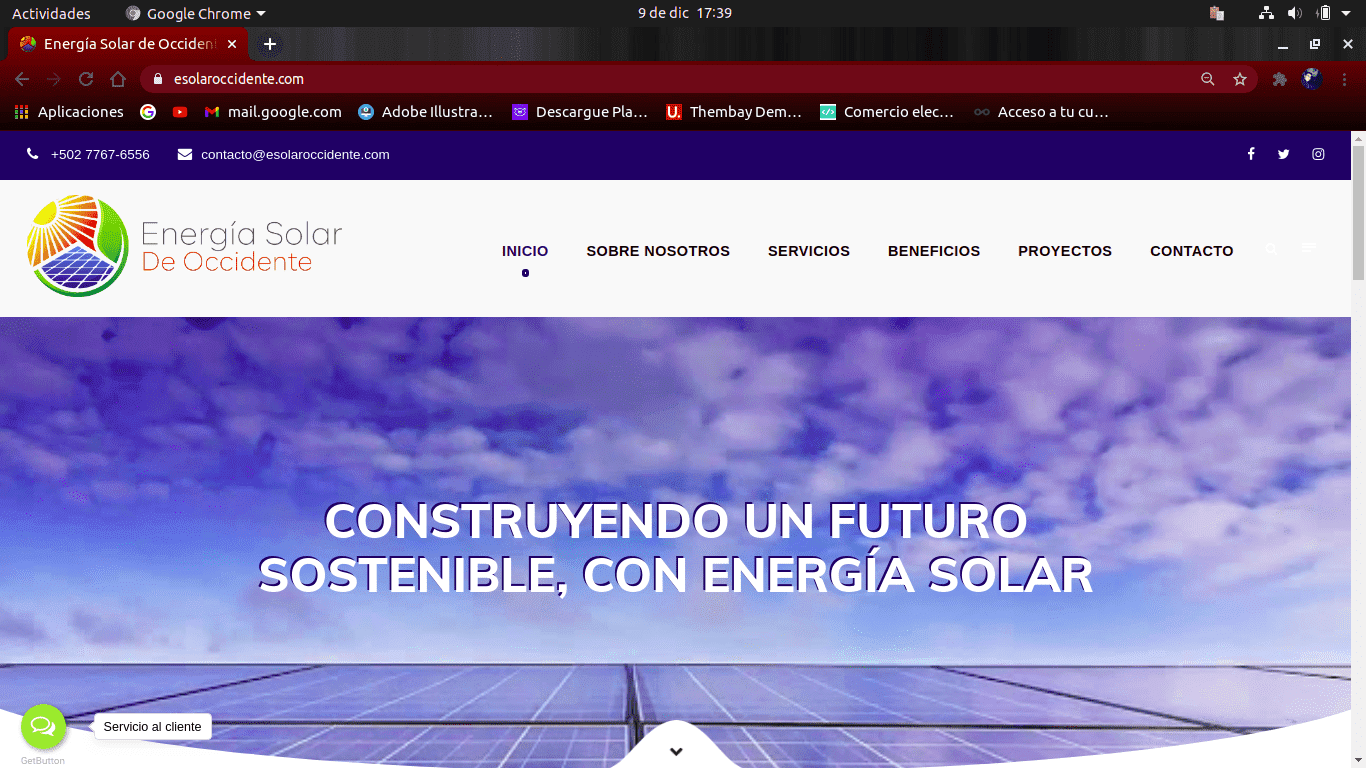 Actividades Google Chrome 9 de dic 17:39
Energía Solar de Occident
esolaroccidente.com
Aplicaciones mail.google.com Adobe Illustra... Descargue Pla... Thembay Dem... Comercio elec... Acceso a tu cu...
+502 7767-6556 contacto@esolaroccidente.com
Energía Solar
De Occidente
INICIO SOBRE NOSOTROS SERVICIOS BENEFICIOS PROYECTOS CONTACTO
CONSTRUYENDO UN FUTURO
SOSTENIBLE, CON ENERGÍA SOLAR
Servicio al cliente
GetButton